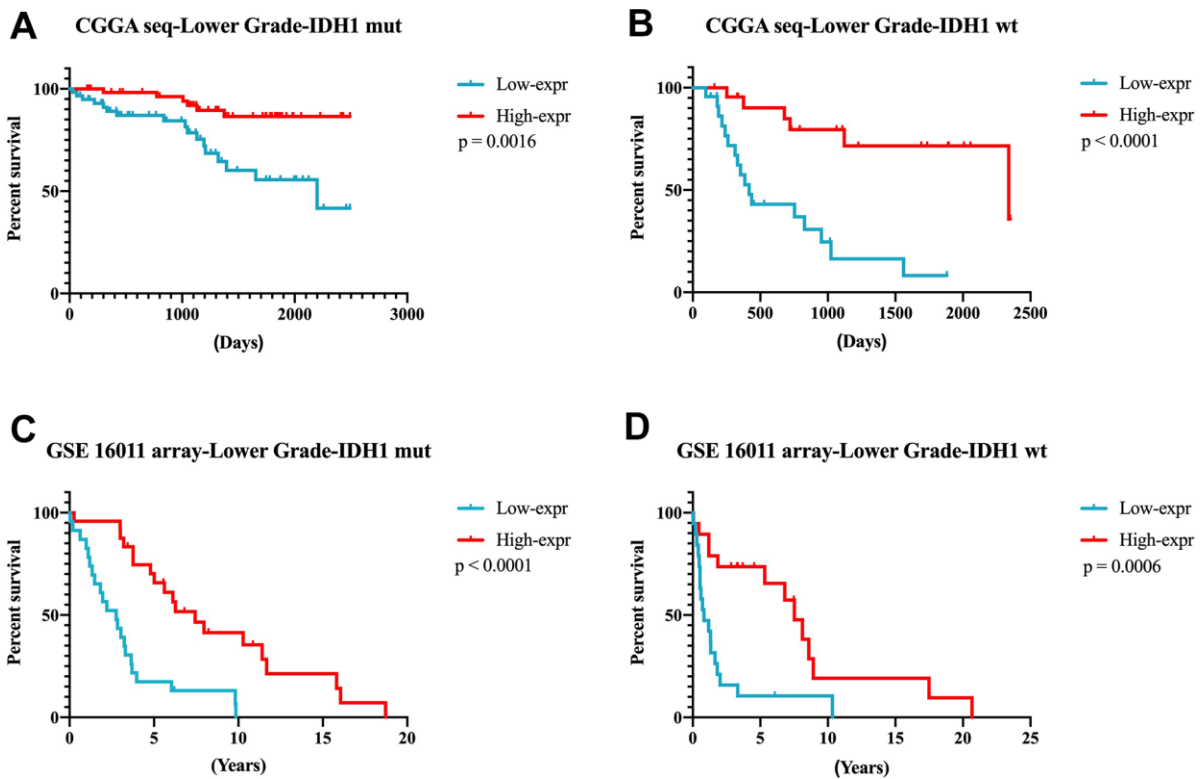 A
CGGA seq-Lower Grade-IDH1 mut
Percent survival
100
50
0
0 1000 2000 3000
(Days)
Low-expr
High-expr
p = 0.0016
B
CGGA seq-Lower Grade-IDH1 wt
Percent survival
100
50
0
0 500 1000 1500 2000 2500
(Days)
Low-expr
High-expr
p < 0.0001
C
GSE 16011 array-Lower Grade-IDH1 mut
Percent survival
100
50
0
0 5 10 15 20
(Years)
Low-expr
High-expr
p < 0.0001
D
GSE 16011 array-Lower Grade-IDH1 wt
Percent survival
100
50
0
0 5 10 15 20 25
(Years)
Low-expr
High-expr
p = 0.0006